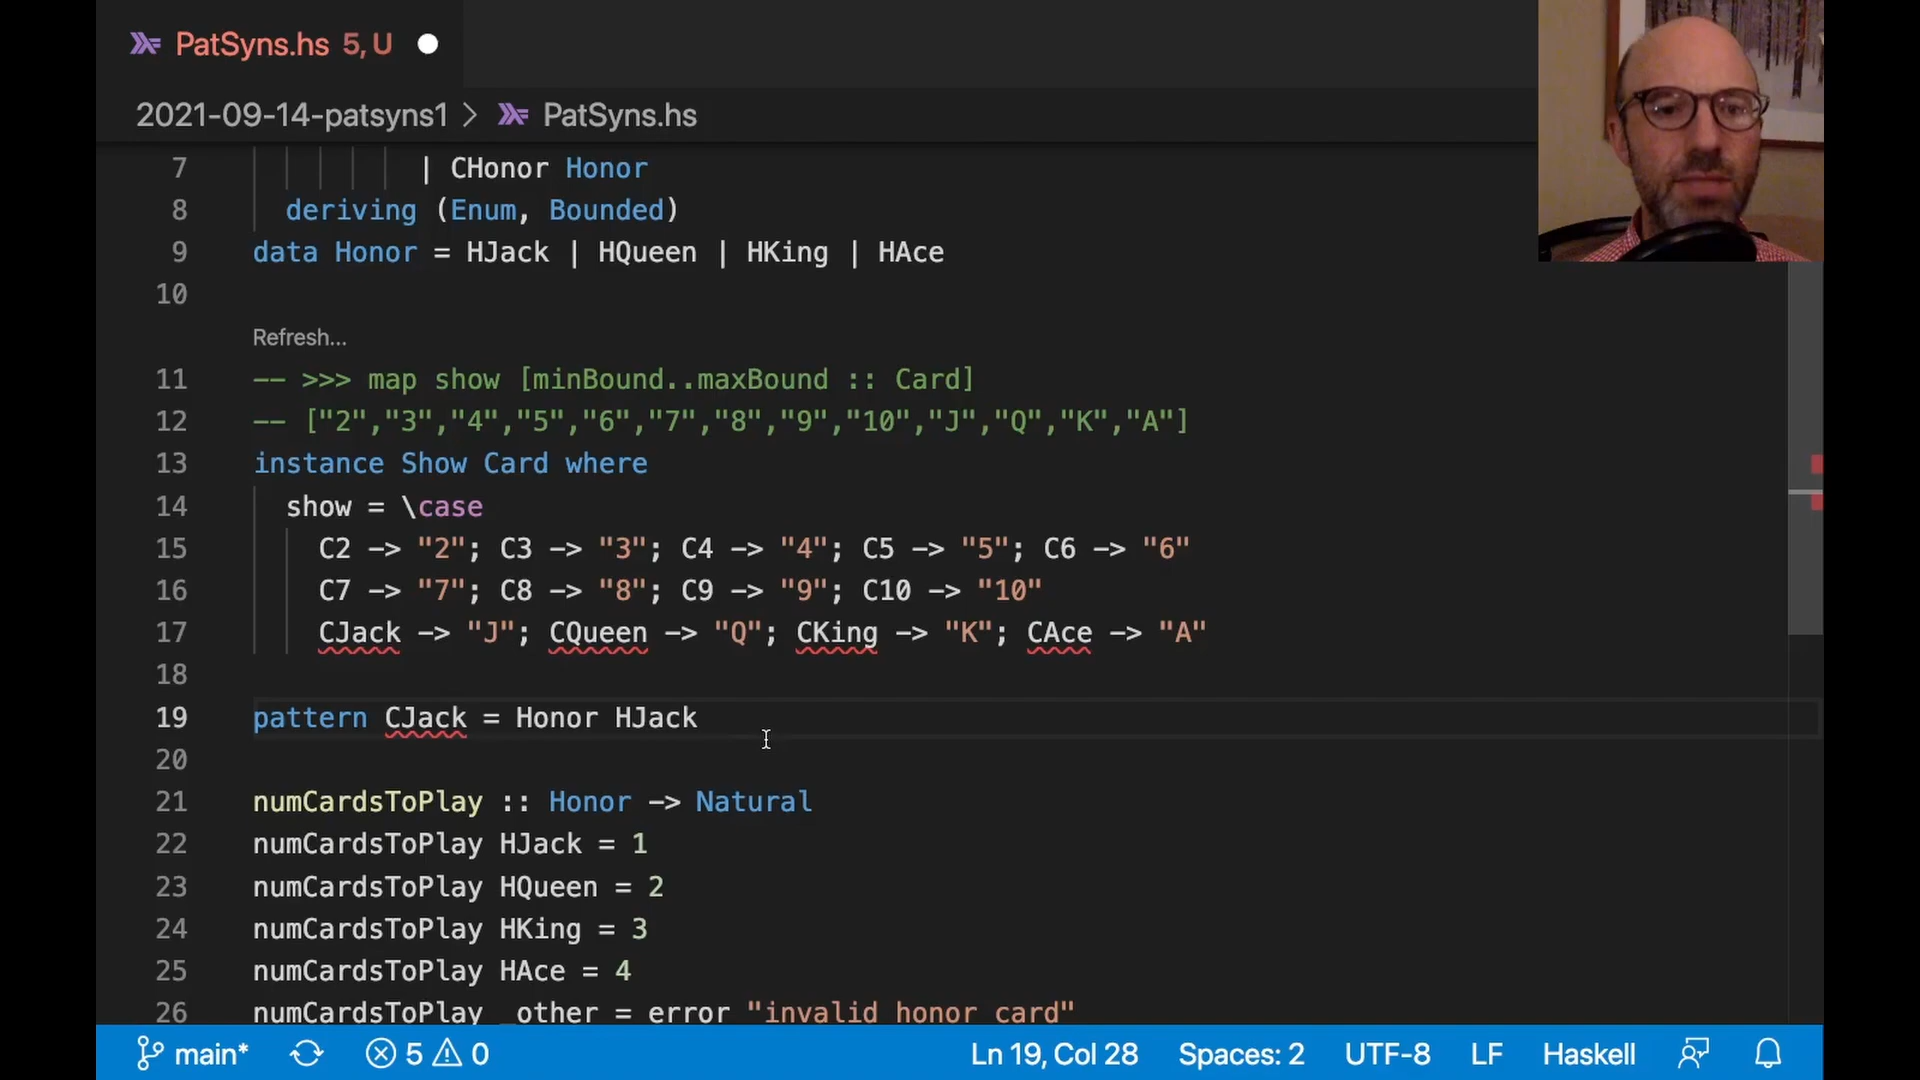 PatSyns.hs 5, U
2021-09-14-patsyns1 > PatSyns.hs
7 | CHonor Honor
8 deriving (Enum, Bounded)
9 data Honor = HJack | HQueen | HKing | HAce
10
Refresh...
11 -- >>> map show [minBound..maxBound :: Card]
12 -- ["2","3","4","5","6","7","8","9","10","J","Q","K","A"]
13 instance Show Card where
14 show = \case
15 C2 -> "2"; C3 -> "3"; C4 -> "4"; C5 -> "5"; C6 -> "6"
16 C7 -> "7"; C8 -> "8"; C9 -> "9"; C10 -> "10"
17 CJack -> "J"; CQueen -> "Q"; CKing -> "K"; CAce -> "A"
18
19 pattern CJack = Honor HJack
20
21 numCardsToPlay :: Honor -> Natural
22 numCardsToPlay HJack = 1
23 numCardsToPlay HQueen = 2
24 numCardsToPlay HKing = 3
25 numCardsToPlay HAce = 4
26 numCardsToPlay _other = error "invalid honor card"
main* 5 0 Ln 19, Col 28 Spaces: 2 UTF-8 LF Haskell